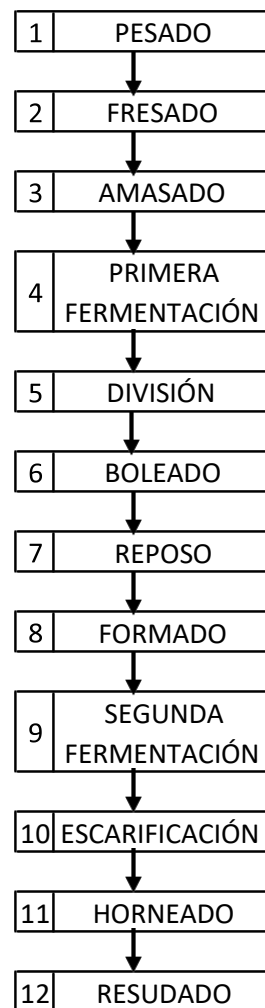 1 PESADO
2 FRESADO
3 AMASADO
4 PRIMERA
FERMENTACIÓN
5 DIVISIÓN
6 BOLEADO
7 REPOSO
8 FORMADO
9 SEGUNDA
FERMENTACIÓN
10 ESCARIFICACIÓN
11 HORNEADO
12 RESUDADO